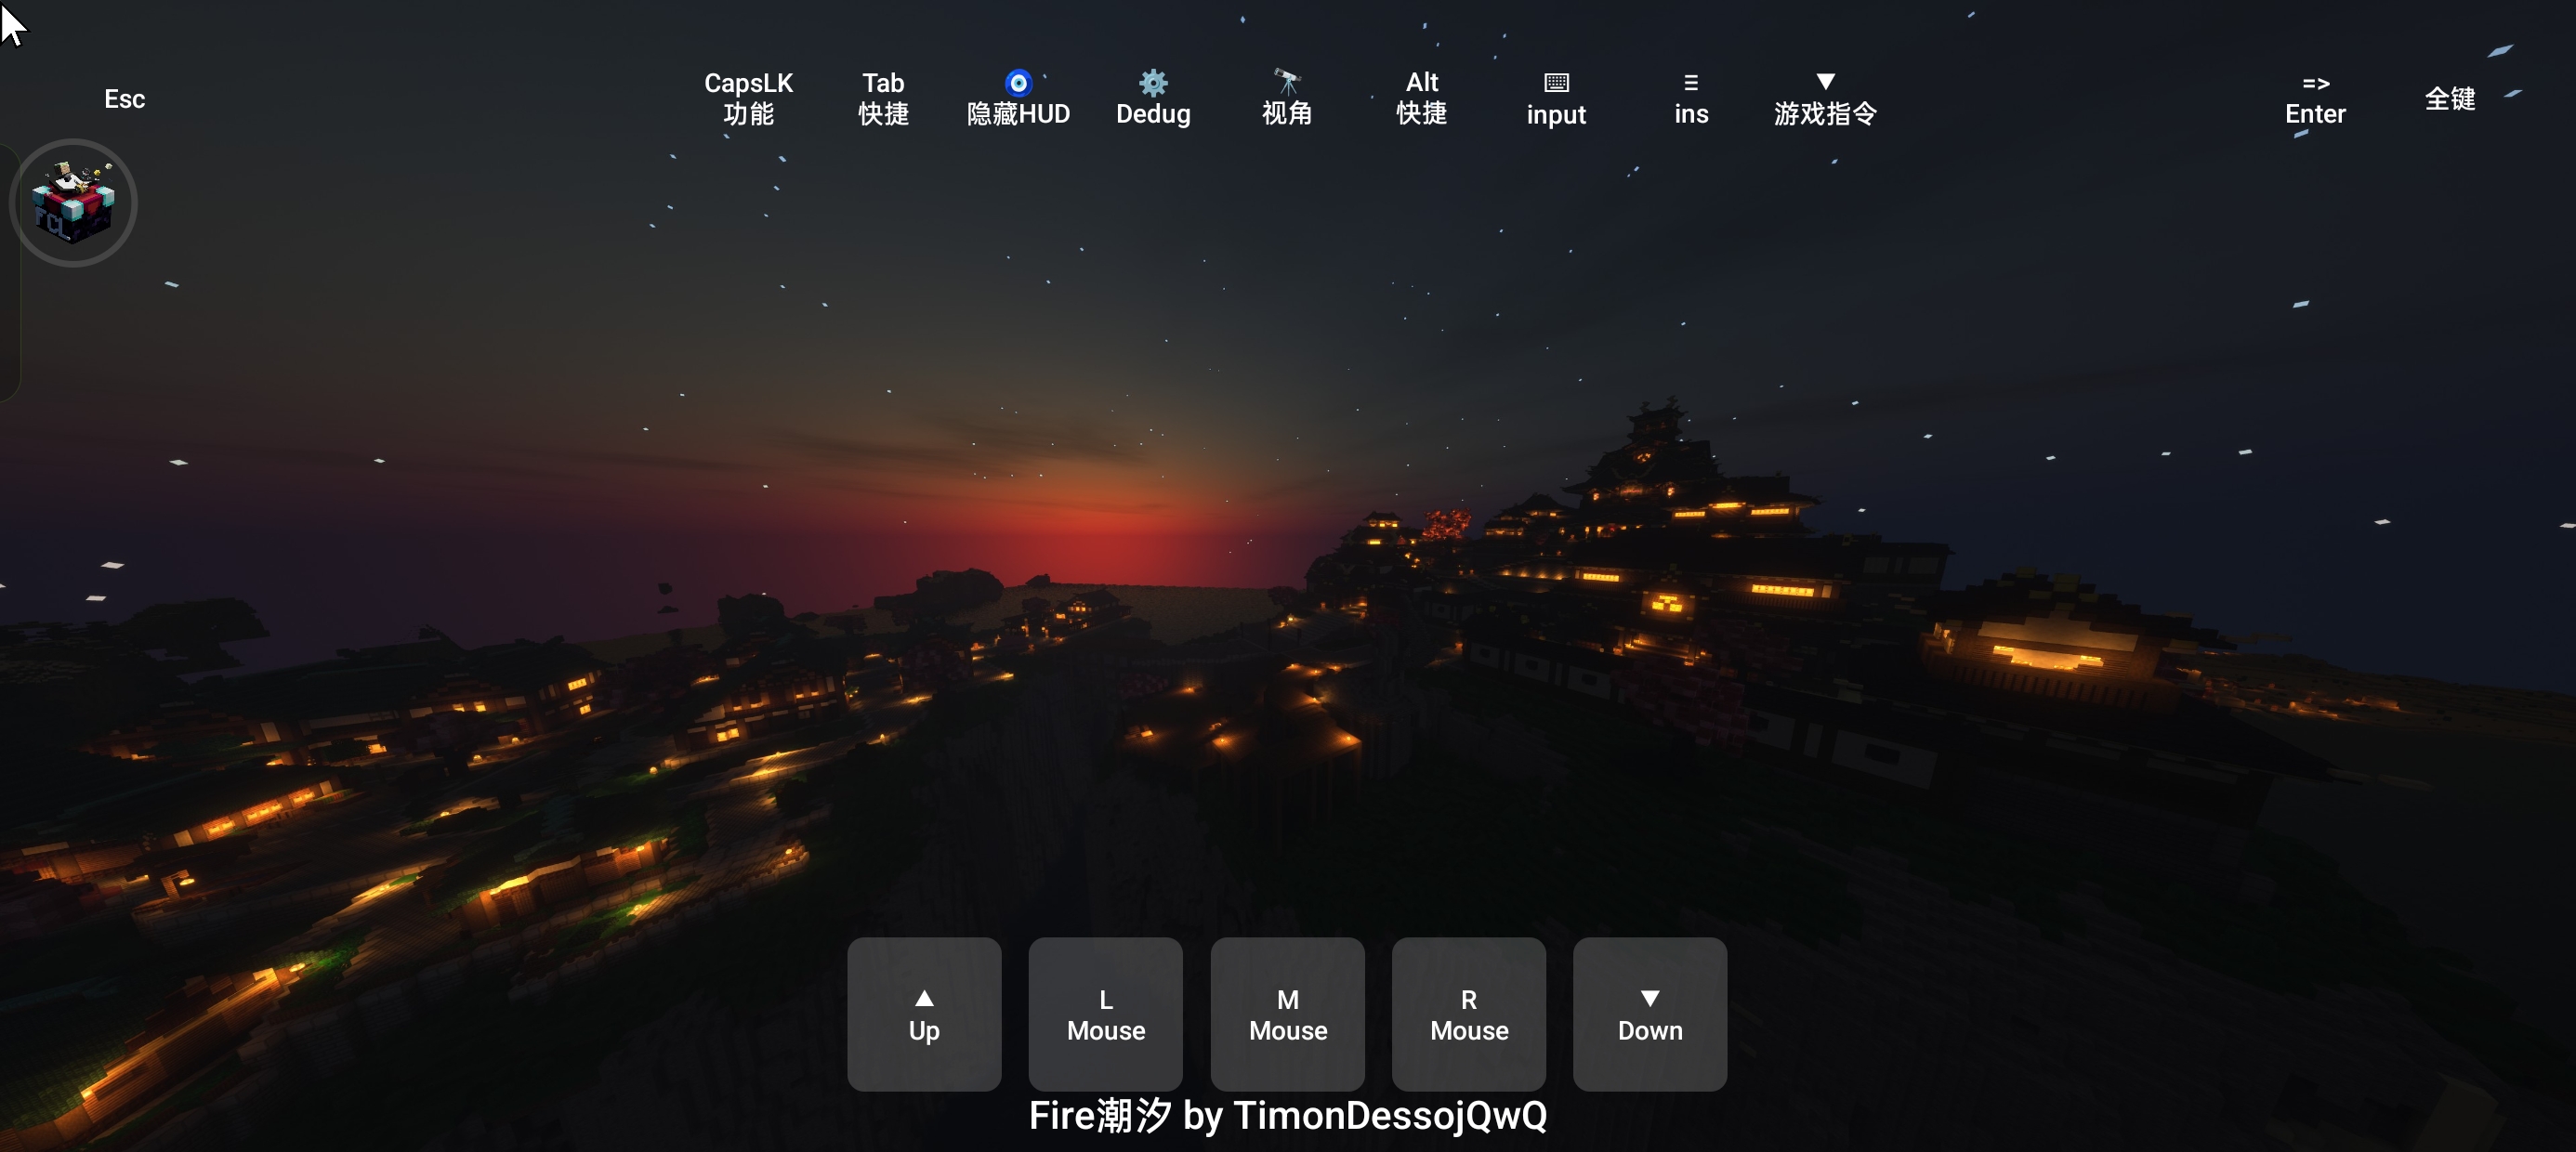 Esc
CapsLK
功能
Tab
快捷
隐藏HUD
Dedug
视角
Alt
快捷
input
ins
游戏指令
=>
Enter
全键
FCL
Up
L
Mouse
M
Mouse
R
Mouse
Down
Fire潮汐 by TimonDessojQwQ